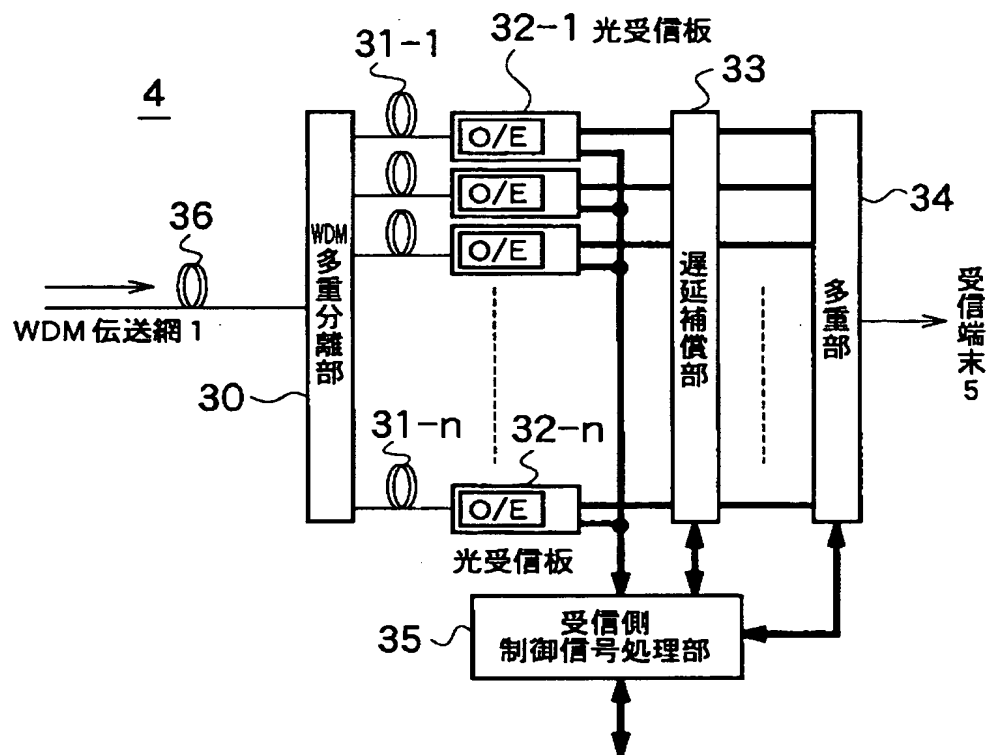 4
31-1
32-1 光受信板
33
O/E
O/E
O/E
34
36
WDM 伝送網 1
WDM 多重分離部
遅延補償部
多重部
受信端末 5
30
31-n
32-n
O/E
光受信板
35
受信側
制御信号処理部